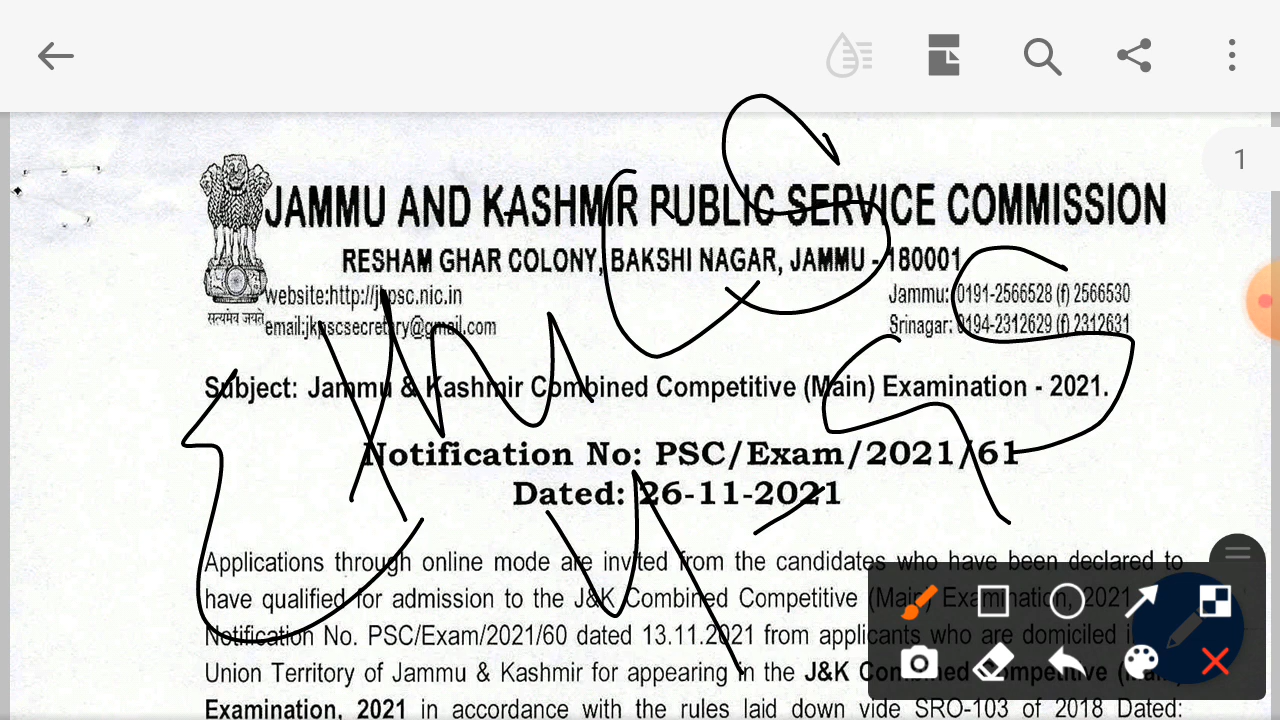 1
JAMMU AND KASHMIR PUBLIC SERVICE COMMISSION
RESHAM GHAR COLONY, BAKSHI NAGAR, JAMMU - 180001
website:http://jkpsc.nic.in
Jammu: 0191-2566528 (f) 2566530
सत्यमेव जयते
email:jkpscsecretary@gmail.com
Srinagar: 0194-2312629 (f) 2312631
Subject: Jammu & Kashmir Combined Competitive (Main) Examination - 2021.
Notification No: PSC/Exam/2021/61
Dated: 26-11-2021
Applications through online mode are invited from the candidates who have been declared to
have qualified for admission to the J&K Combined Competitive (Main) Examination, 2021
Notification No. PSC/Exam/2021/60 dated 13.11.2021 from applicants who are domiciled
Union Territory of Jammu & Kashmir for appearing in the J&K Combined Competitive
Examination, 2021 in accordance with the rules laid down vide SRO-103 of 2018 Dated: